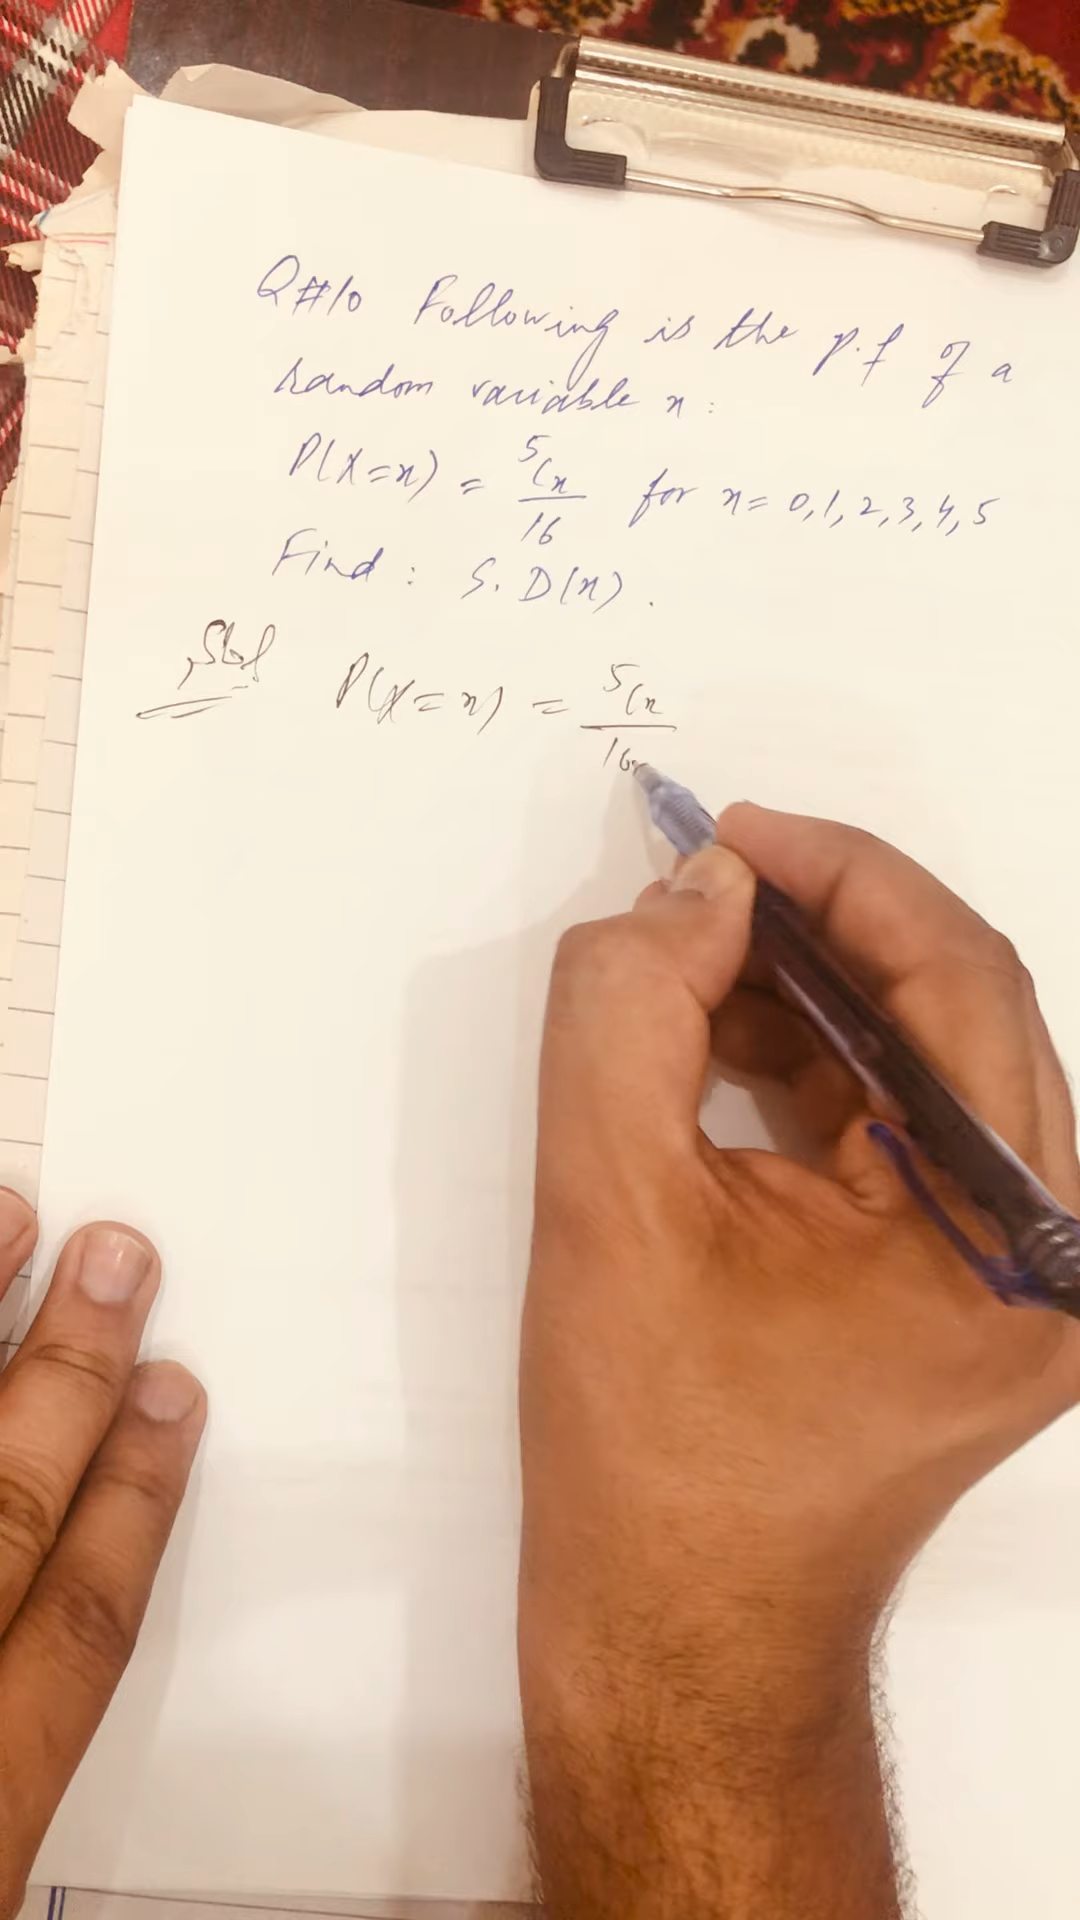 Q#10 Following is the p.f of a
random variable x:
P(X=x) = ⁵Cx/16 for x= 0,1,2,3,4,5
Find: S.D(x).
Sol P(X=x) = ⁵Cx/16